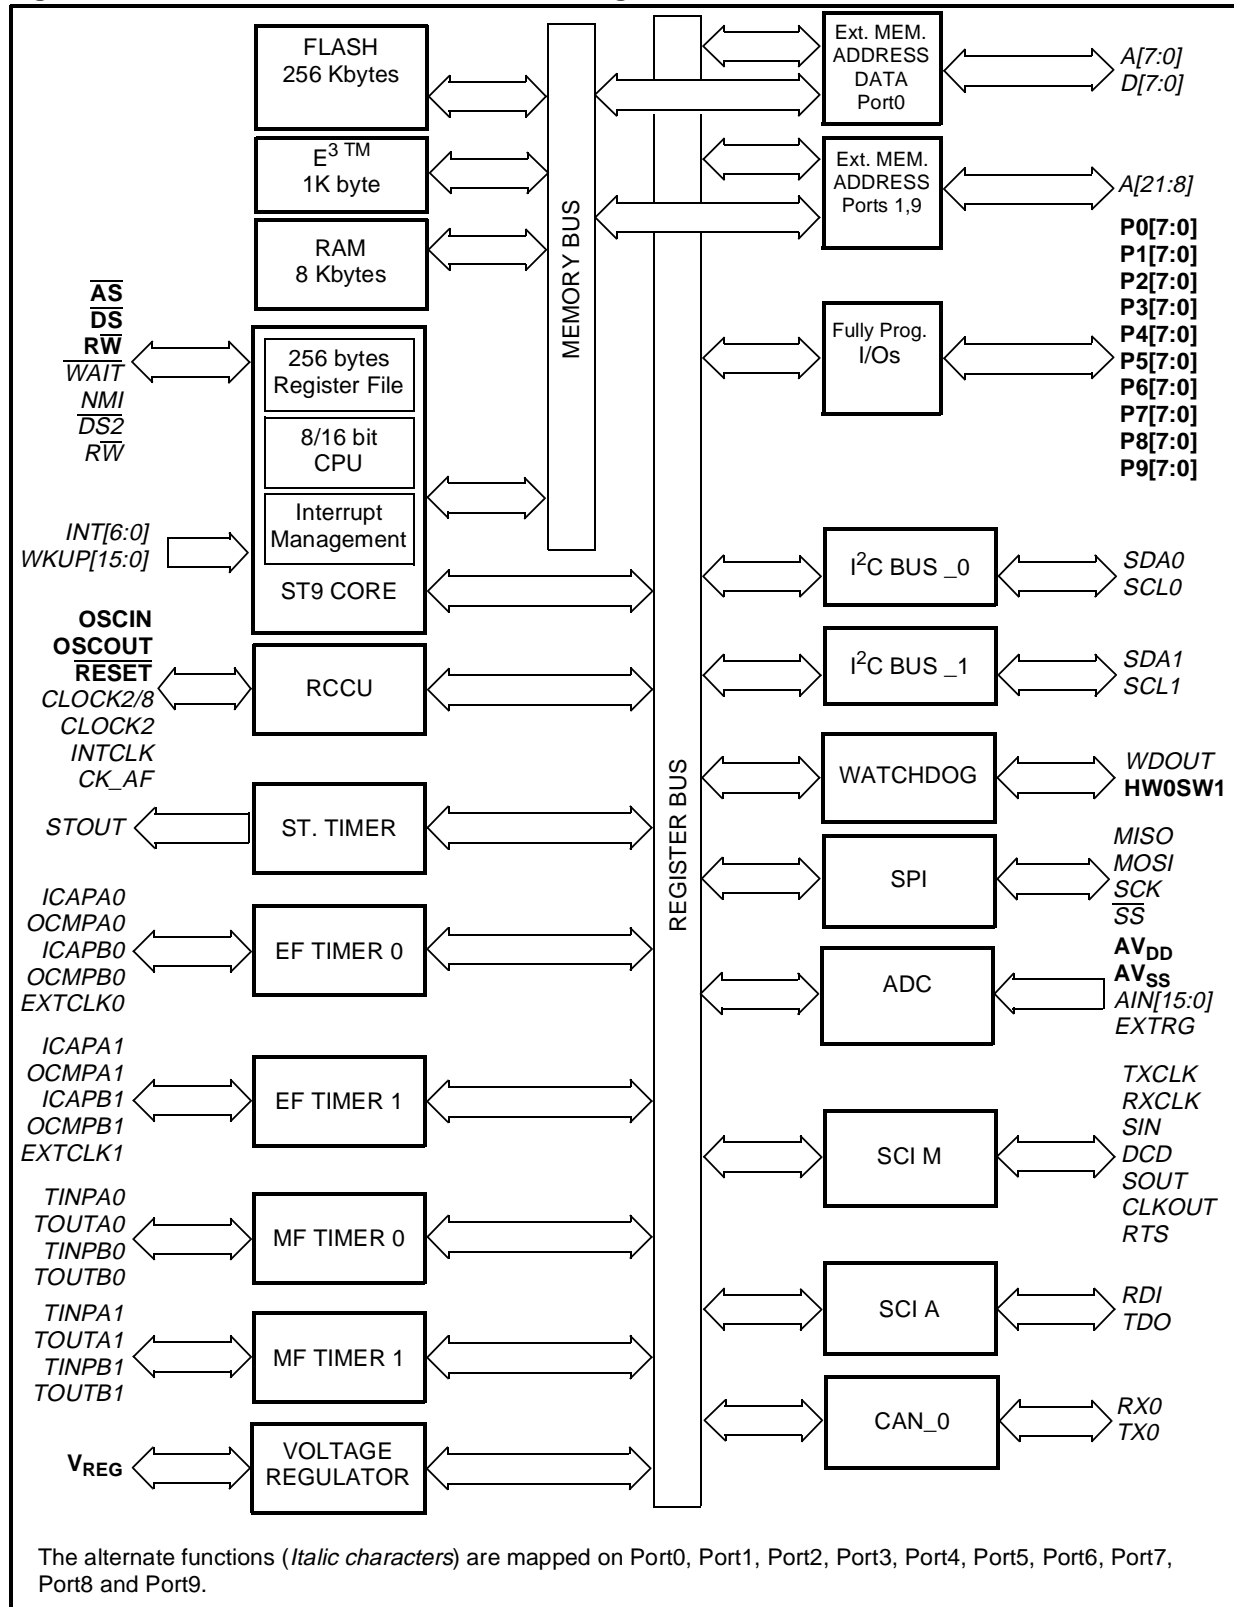 FLASH
256 Kbytes
E3 TM
1K byte
RAM
8 Kbytes
A̅S̅
D̅S̅
RW̅
W̅A̅I̅T̅
NMI
D̅S̅2̅
RW̅
256 bytes
Register File
8/16 bit
CPU
Interrupt
Management
ST9 CORE
INT[6:0]
WKUP[15:0]
OSCIN
OSCOUT
R̅E̅S̅E̅T̅
CLOCK2/8
CLOCK2
INTCLK
CK_AF
RCCU
STOUT
ST. TIMER
ICAPA0
OCMPA0
ICAPB0
OCMPB0
EXTCLK0
EF TIMER 0
ICAPA1
OCMPA1
ICAPB1
OCMPB1
EXTCLK1
EF TIMER 1
TINPA0
TOUTA0
TINPB0
TOUTB0
MF TIMER 0
TINPA1
TOUTA1
TINPB1
TOUTB1
MF TIMER 1
VREG
VOLTAGE
REGULATOR
MEMORY BUS
REGISTER BUS
Ext. MEM.
ADDRESS
DATA
Port0
A[7:0]
D[7:0]
Ext. MEM.
ADDRESS
Ports 1,9
A[21:8]
Fully Prog.
I/Os
P0[7:0]
P1[7:0]
P2[7:0]
P3[7:0]
P4[7:0]
P5[7:0]
P6[7:0]
P7[7:0]
P8[7:0]
P9[7:0]
I2C BUS _0
SDA0
SCL0
I2C BUS _1
SDA1
SCL1
WATCHDOG
WDOUT
HW0SW1
SPI
MISO
MOSI
SCK
S̅S̅
ADC
AVDD
AVSS
AIN[15:0]
EXTRG
SCI M
TXCLK
RXCLK
SIN
DCD
SOUT
CLKOUT
RTS
SCI A
RDI
TDO
CAN_0
RX0
TX0
The alternate functions (Italic characters) are mapped on Port0, Port1, Port2, Port3, Port4, Port5, Port6, Port7,
Port8 and Port9.